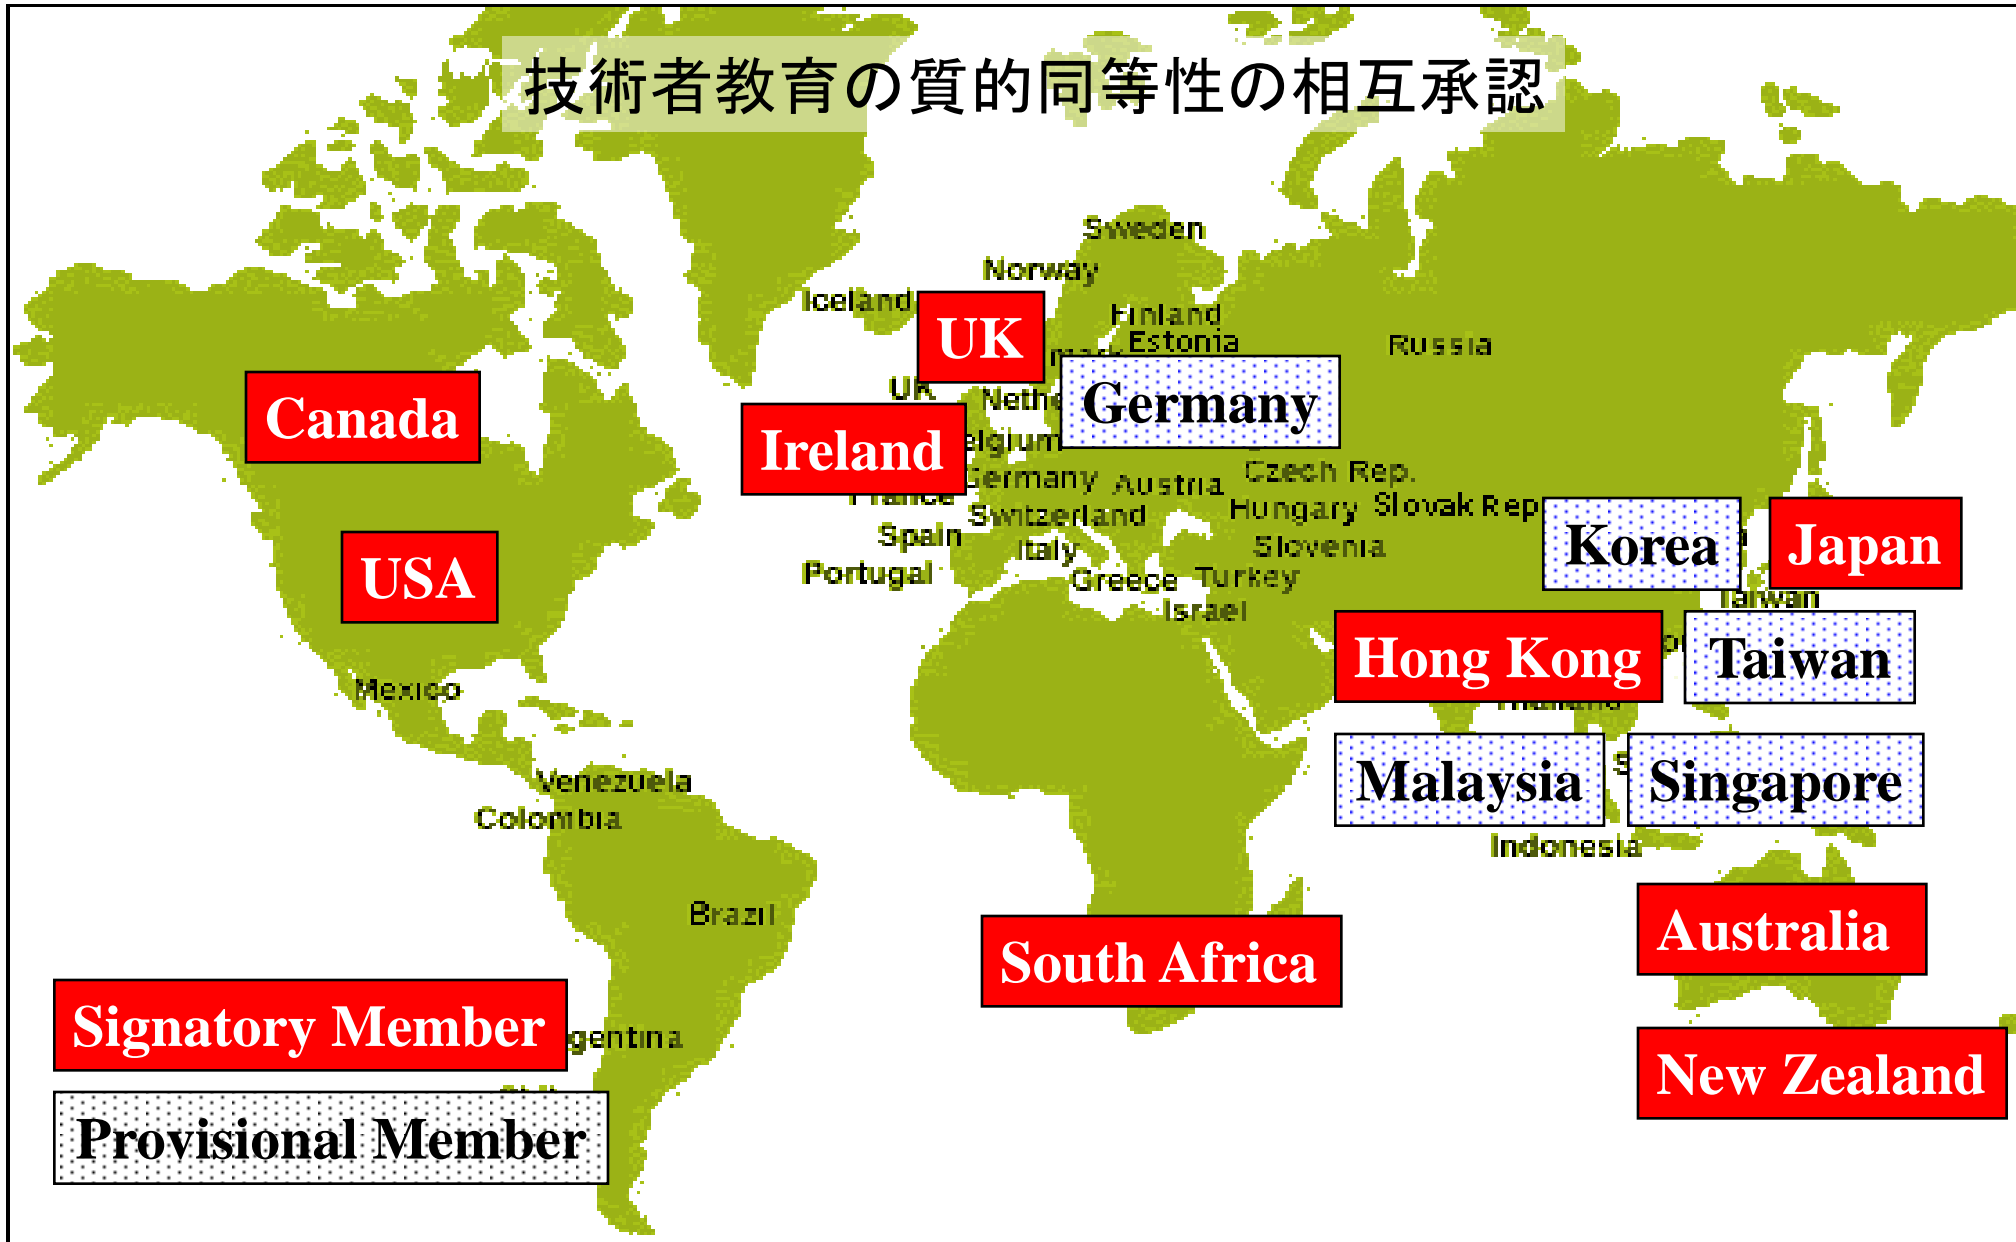 技術者教育の質的同等性の相互承認
Sweden
Norway
Iceland
Finland
UK
Estonia
Russia
Canada
UK
Germany
Ireland
Germany
Austria
Czech Rep.
Switzerland
Hungary
Slovak Rep
Spain
Italy
Slovenia
Korea
Japan
USA
Portugal
Greece
Turkey
Israel
Taiwan
Hong Kong
Taiwan
Mexico
Venezuela
Malaysia
Singapore
Colombia
Indonesia
Brazil
Australia
South Africa
Signatory Member
New Zealand
Provisional Member